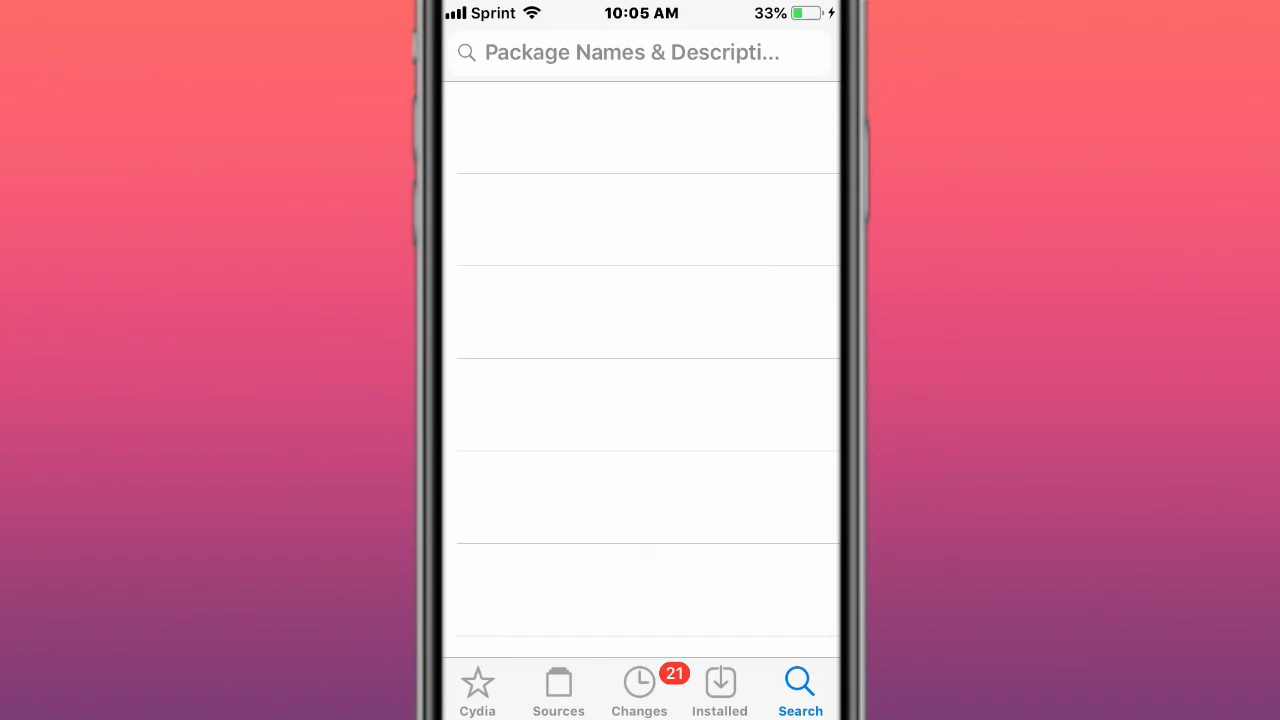 Sprint 10:05 AM 33%
Package Names & Descripti...
21
Cydia Sources Changes Installed Search